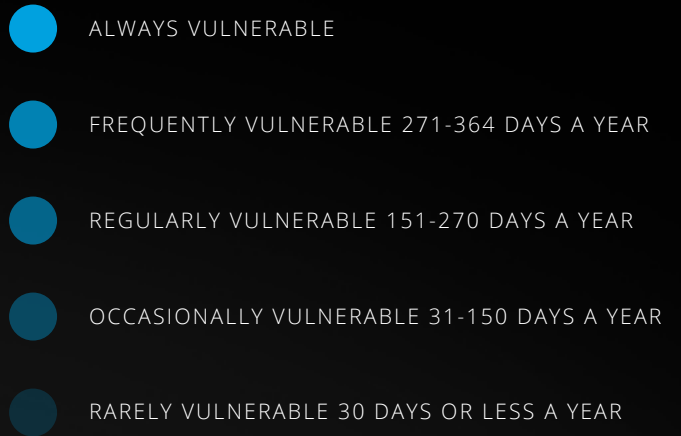 ALWAYS VULNERABLE
FREQUENTLY VULNERABLE 271-364 DAYS A YEAR
REGULARLY VULNERABLE 151-270 DAYS A YEAR
OCCASIONALLY VULNERABLE 31-150 DAYS A YEAR
RARELY VULNERABLE 30 DAYS OR LESS A YEAR